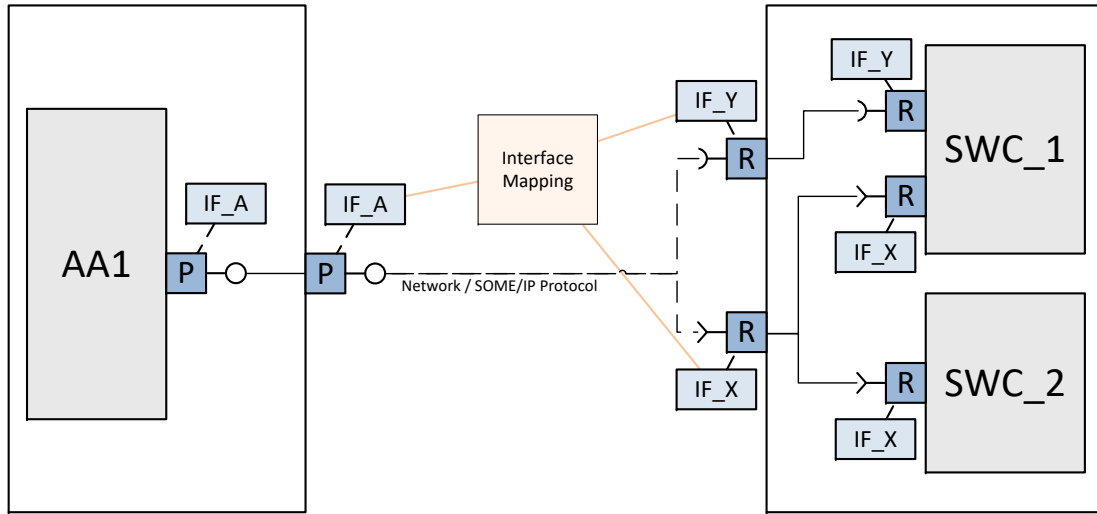 IF_Y
IF_Y
R
SWC_1
R
Interface
Mapping
IF_A
IF_A
R
IF_X
AA1
P
P
Network / SOME/IP Protocol
R
R
SWC_2
IF_X
IF_X